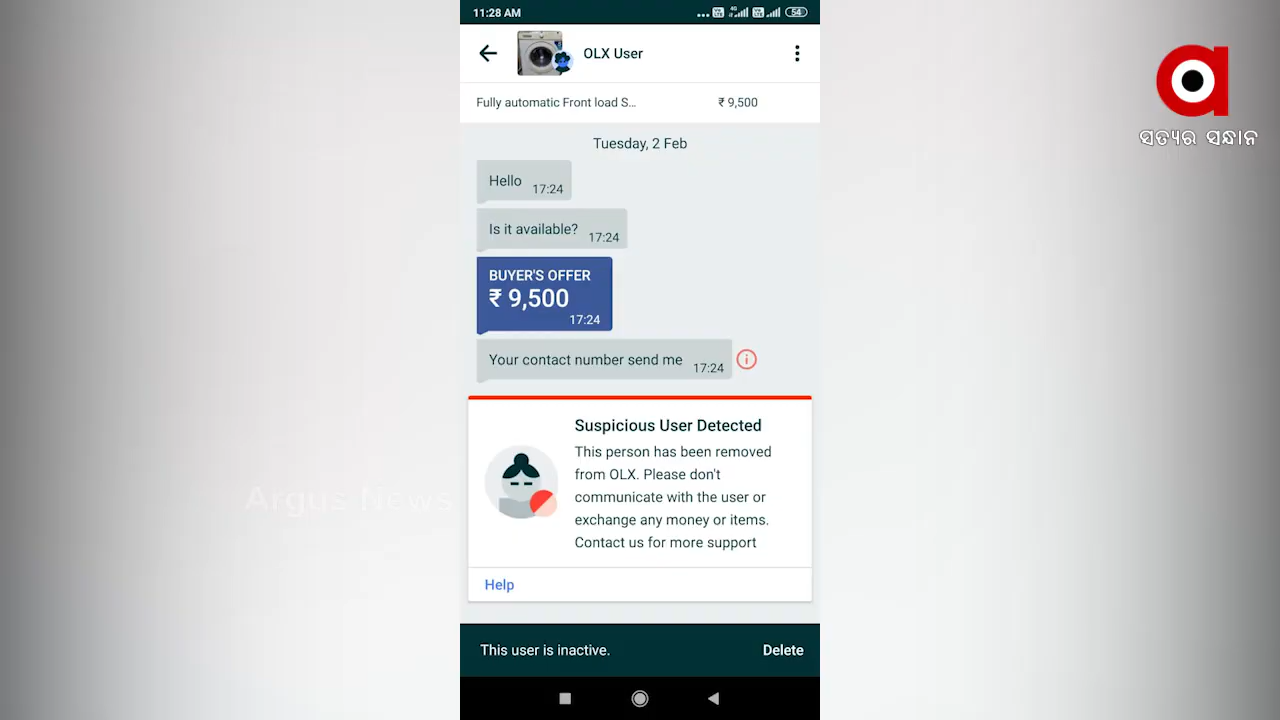 11:28 AM
4G
54
OLX User
Fully automatic Front load S...
₹ 9,500
Tuesday, 2 Feb
Hello 17:24
Is it available? 17:24
BUYER'S OFFER
₹ 9,500
17:24
Your contact number send me 17:24
Suspicious User Detected
This person has been removed
from OLX. Please don't
communicate with the user or
exchange any money or items.
Contact us for more support
Help
This user is inactive.
Delete
ସତ୍ୟର ସନ୍ଧାନ
Argus News